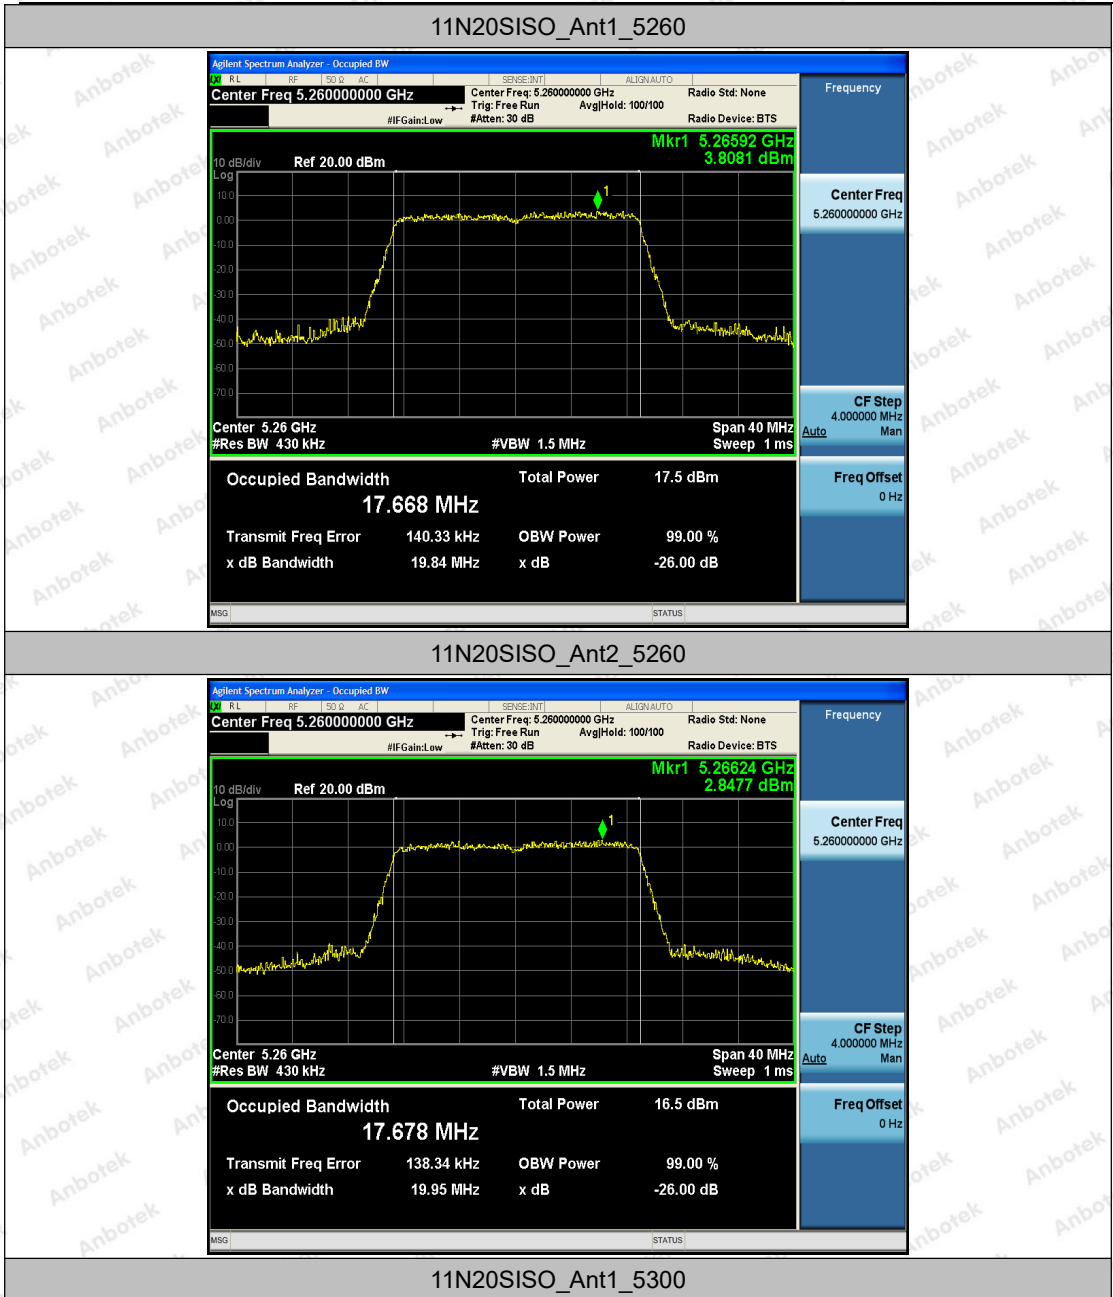 11N20SISO_Ant1_5260
Agilent Spectrum Analyzer - Occupied BW
LXI RL RF 50 Ω AC SENSE:INT ALIGNAUTO
Center Freq 5.260000000 GHz
Center Freq: 5.260000000 GHz
Radio Std: None
Trig: Free Run Avg|Hold: 100/100
#IFGain:Low #Atten: 30 dB Radio Device: BTS
Mkr1 5.26592 GHz
3.8081 dBm
10 dB/div Ref 20.00 dBm
Log
10.0
0.00
-10.0
-20.0
-30.0
-40.0
-50.0
-60.0
-70.0
1
Center 5.26 GHz Span 40 MHz
#Res BW 430 kHz #VBW 1.5 MHz Sweep 1 ms
Occupied Bandwidth Total Power 17.5 dBm
17.668 MHz
Transmit Freq Error 140.33 kHz OBW Power 99.00 %
x dB Bandwidth 19.84 MHz x dB -26.00 dB
MSG STATUS
Frequency
Center Freq
5.260000000 GHz
CF Step
4.000000 MHz
Auto Man
Freq Offset
0 Hz
11N20SISO_Ant2_5260
Agilent Spectrum Analyzer - Occupied BW
LXI RL RF 50 Ω AC SENSE:INT ALIGNAUTO
Center Freq 5.260000000 GHz
Center Freq: 5.260000000 GHz
Radio Std: None
Trig: Free Run Avg|Hold: 100/100
#IFGain:Low #Atten: 30 dB Radio Device: BTS
Mkr1 5.26624 GHz
2.8477 dBm
10 dB/div Ref 20.00 dBm
Log
10.0
0.00
-10.0
-20.0
-30.0
-40.0
-50.0
-60.0
-70.0
1
Center 5.26 GHz Span 40 MHz
#Res BW 430 kHz #VBW 1.5 MHz Sweep 1 ms
Occupied Bandwidth Total Power 16.5 dBm
17.678 MHz
Transmit Freq Error 138.34 kHz OBW Power 99.00 %
x dB Bandwidth 19.95 MHz x dB -26.00 dB
MSG STATUS
Frequency
Center Freq
5.260000000 GHz
CF Step
4.000000 MHz
Auto Man
Freq Offset
0 Hz
11N20SISO_Ant1_5300